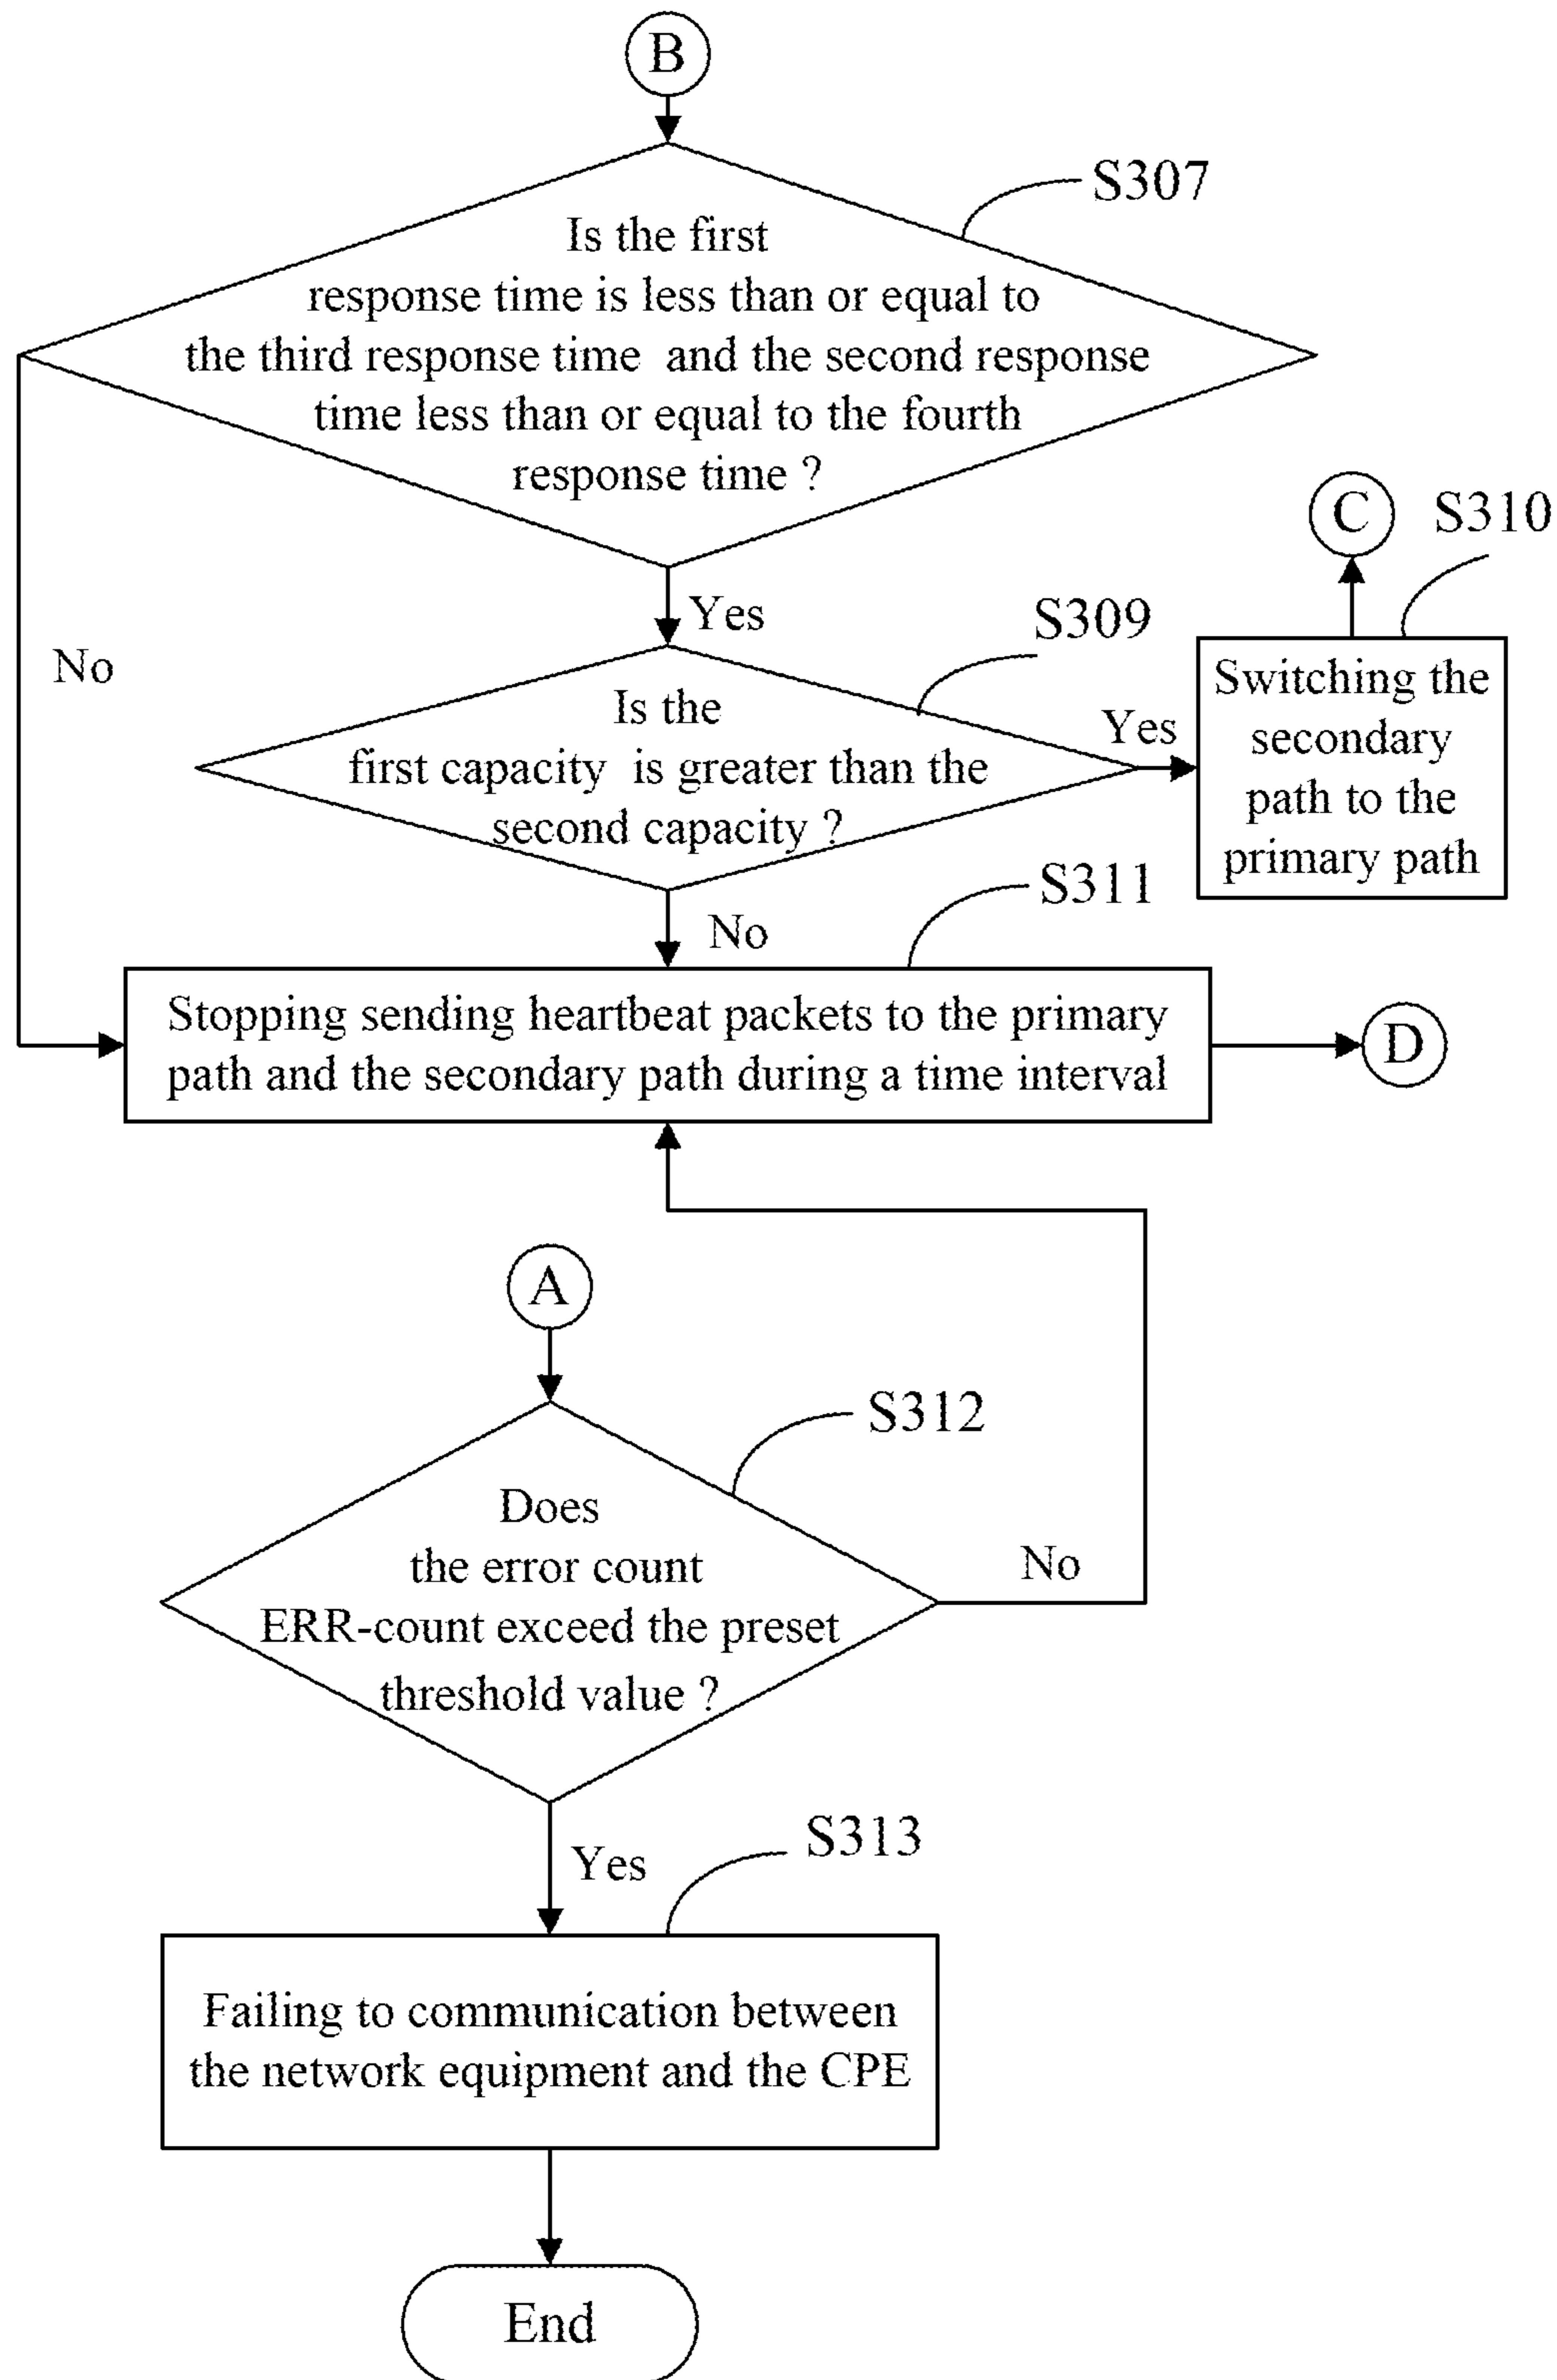 B
S307
Is the first
response time is less than or equal to
the third response time and the second response
time less than or equal to the fourth
response time ?
C
S310
Yes
S309
No
Switching the
secondary
path to the
primary path
Is the
first capacity is greater than the
second capacity ?
Yes
S311
No
Stopping sending heartbeat packets to the primary
path and the secondary path during a time interval
D
A
S312
Does
the error count
ERR-count exceed the preset
threshold value ?
No
S313
Yes
Failing to communication between
the network equipment and the CPE
End